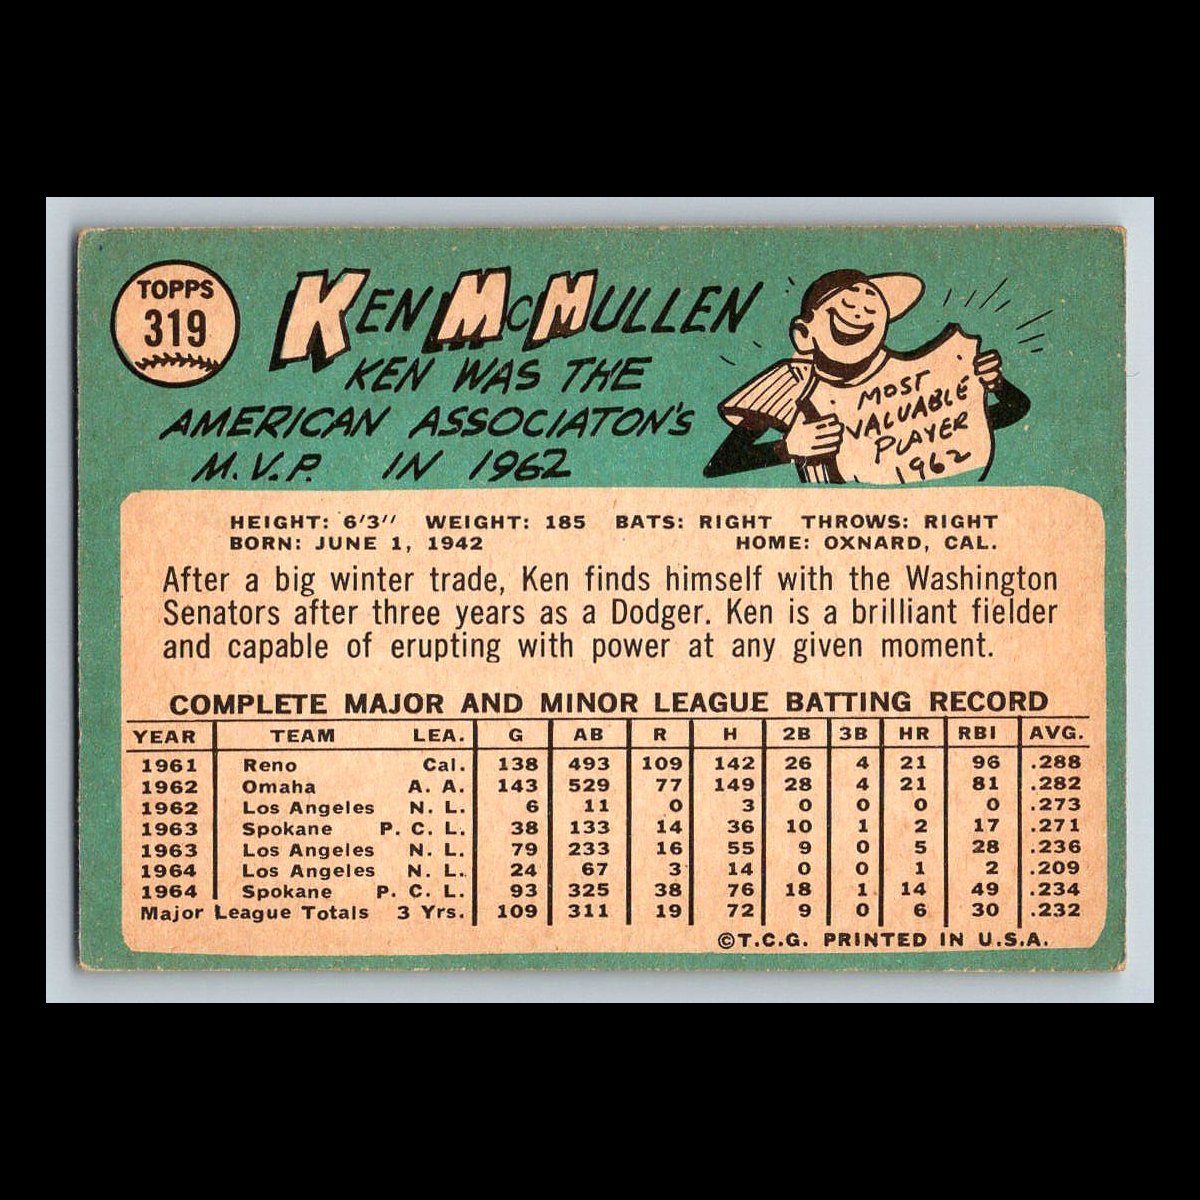 TOPPS
319
KEN McMULLEN
KEN WAS THE
AMERICAN ASSOCIATON'S
M.V.P. IN 1962
MOST
VALUABLE
PLAYER
1962
HEIGHT: 6'3" WEIGHT: 185 BATS: RIGHT THROWS: RIGHT
BORN: JUNE 1, 1942 HOME: OXNARD, CAL.
After a big winter trade, Ken finds himself with the Washington
Senators after three years as a Dodger. Ken is a brilliant fielder
and capable of erupting with power at any given moment.
COMPLETE MAJOR AND MINOR LEAGUE BATTING RECORD
YEAR TEAM LEA. G AB R H 2B 3B HR RBI AVG.
1961 Reno Cal. 138 493 109 142 26 4 21 96 .288
1962 Omaha A. A. 143 529 77 149 28 4 21 81 .282
1962 Los Angeles N. L. 6 11 0 3 0 0 0 0 .273
1963 Spokane P. C. L. 38 133 14 36 10 1 2 17 .271
1963 Los Angeles N. L. 79 233 16 55 9 0 5 28 .236
1964 Los Angeles N. L. 24 67 3 14 0 0 1 2 .209
1964 Spokane P. C. L. 93 325 38 76 18 1 14 49 .234
Major League Totals 3 Yrs. 109 311 19 72 9 0 6 30 .232
©T.C.G. PRINTED IN U.S.A.